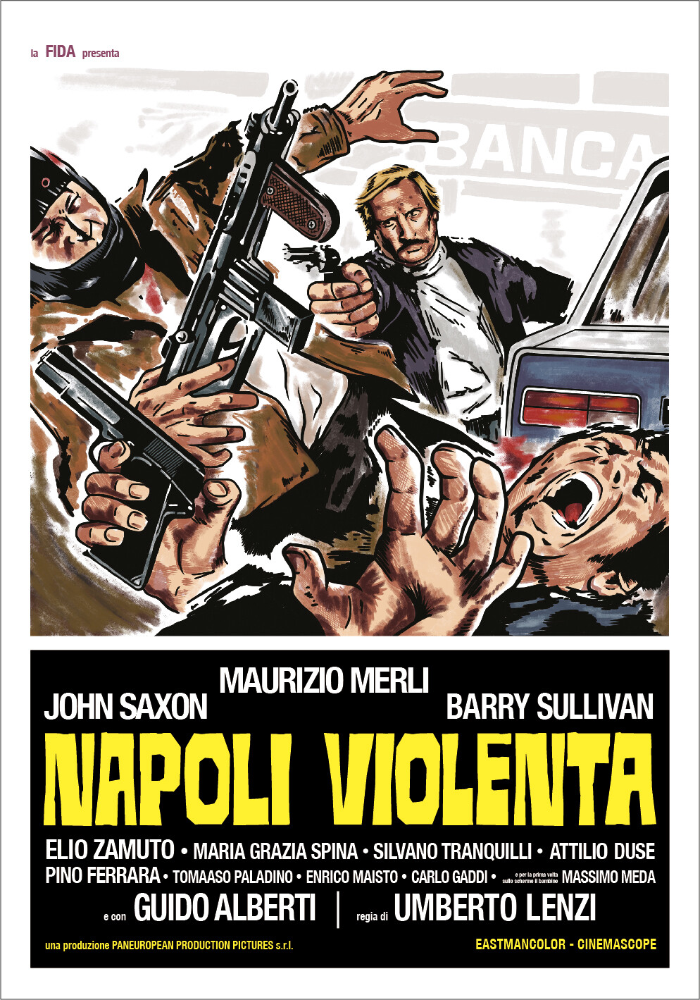 la FIDA presenta
BANCA
MAURIZIO MERLI
JOHN SAXON
BARRY SULLIVAN
NAPOLI VIOLENTA
ELIO ZAMUTO • MARIA GRAZIA SPINA • SILVANO TRANQUILLI • ATTILIO DUSE
PINO FERRARA • TOMAASO PALADINO • ENRICO MAISTO • CARLO GADDI • e per la prima volta sullo schermo il bambino MASSIMO MEDA
e con GUIDO ALBERTI | regia di UMBERTO LENZI
una produzione PANEUROPEAN PRODUCTION PICTURES s.r.l.
EASTMANCOLOR - CINEMASCOPE